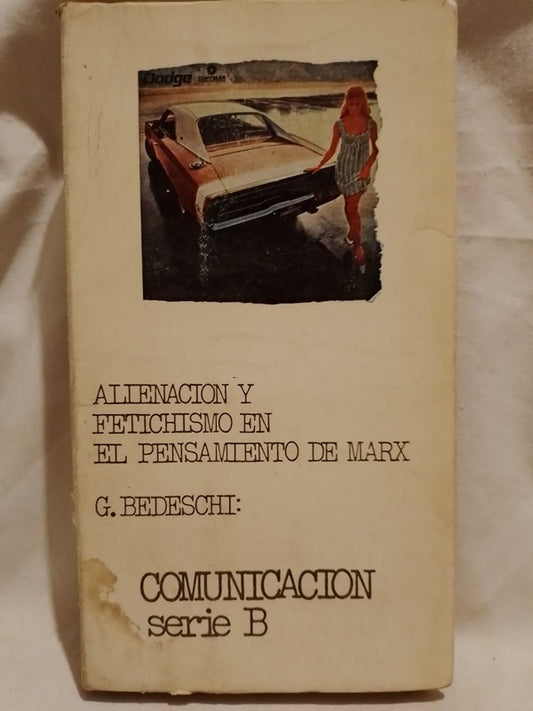 Dodge
ALIENACION Y
FETICHISMO EN
EL PENSAMIENTO DE MARX
G. BEDESCHI:
COMUNICACION
serie B